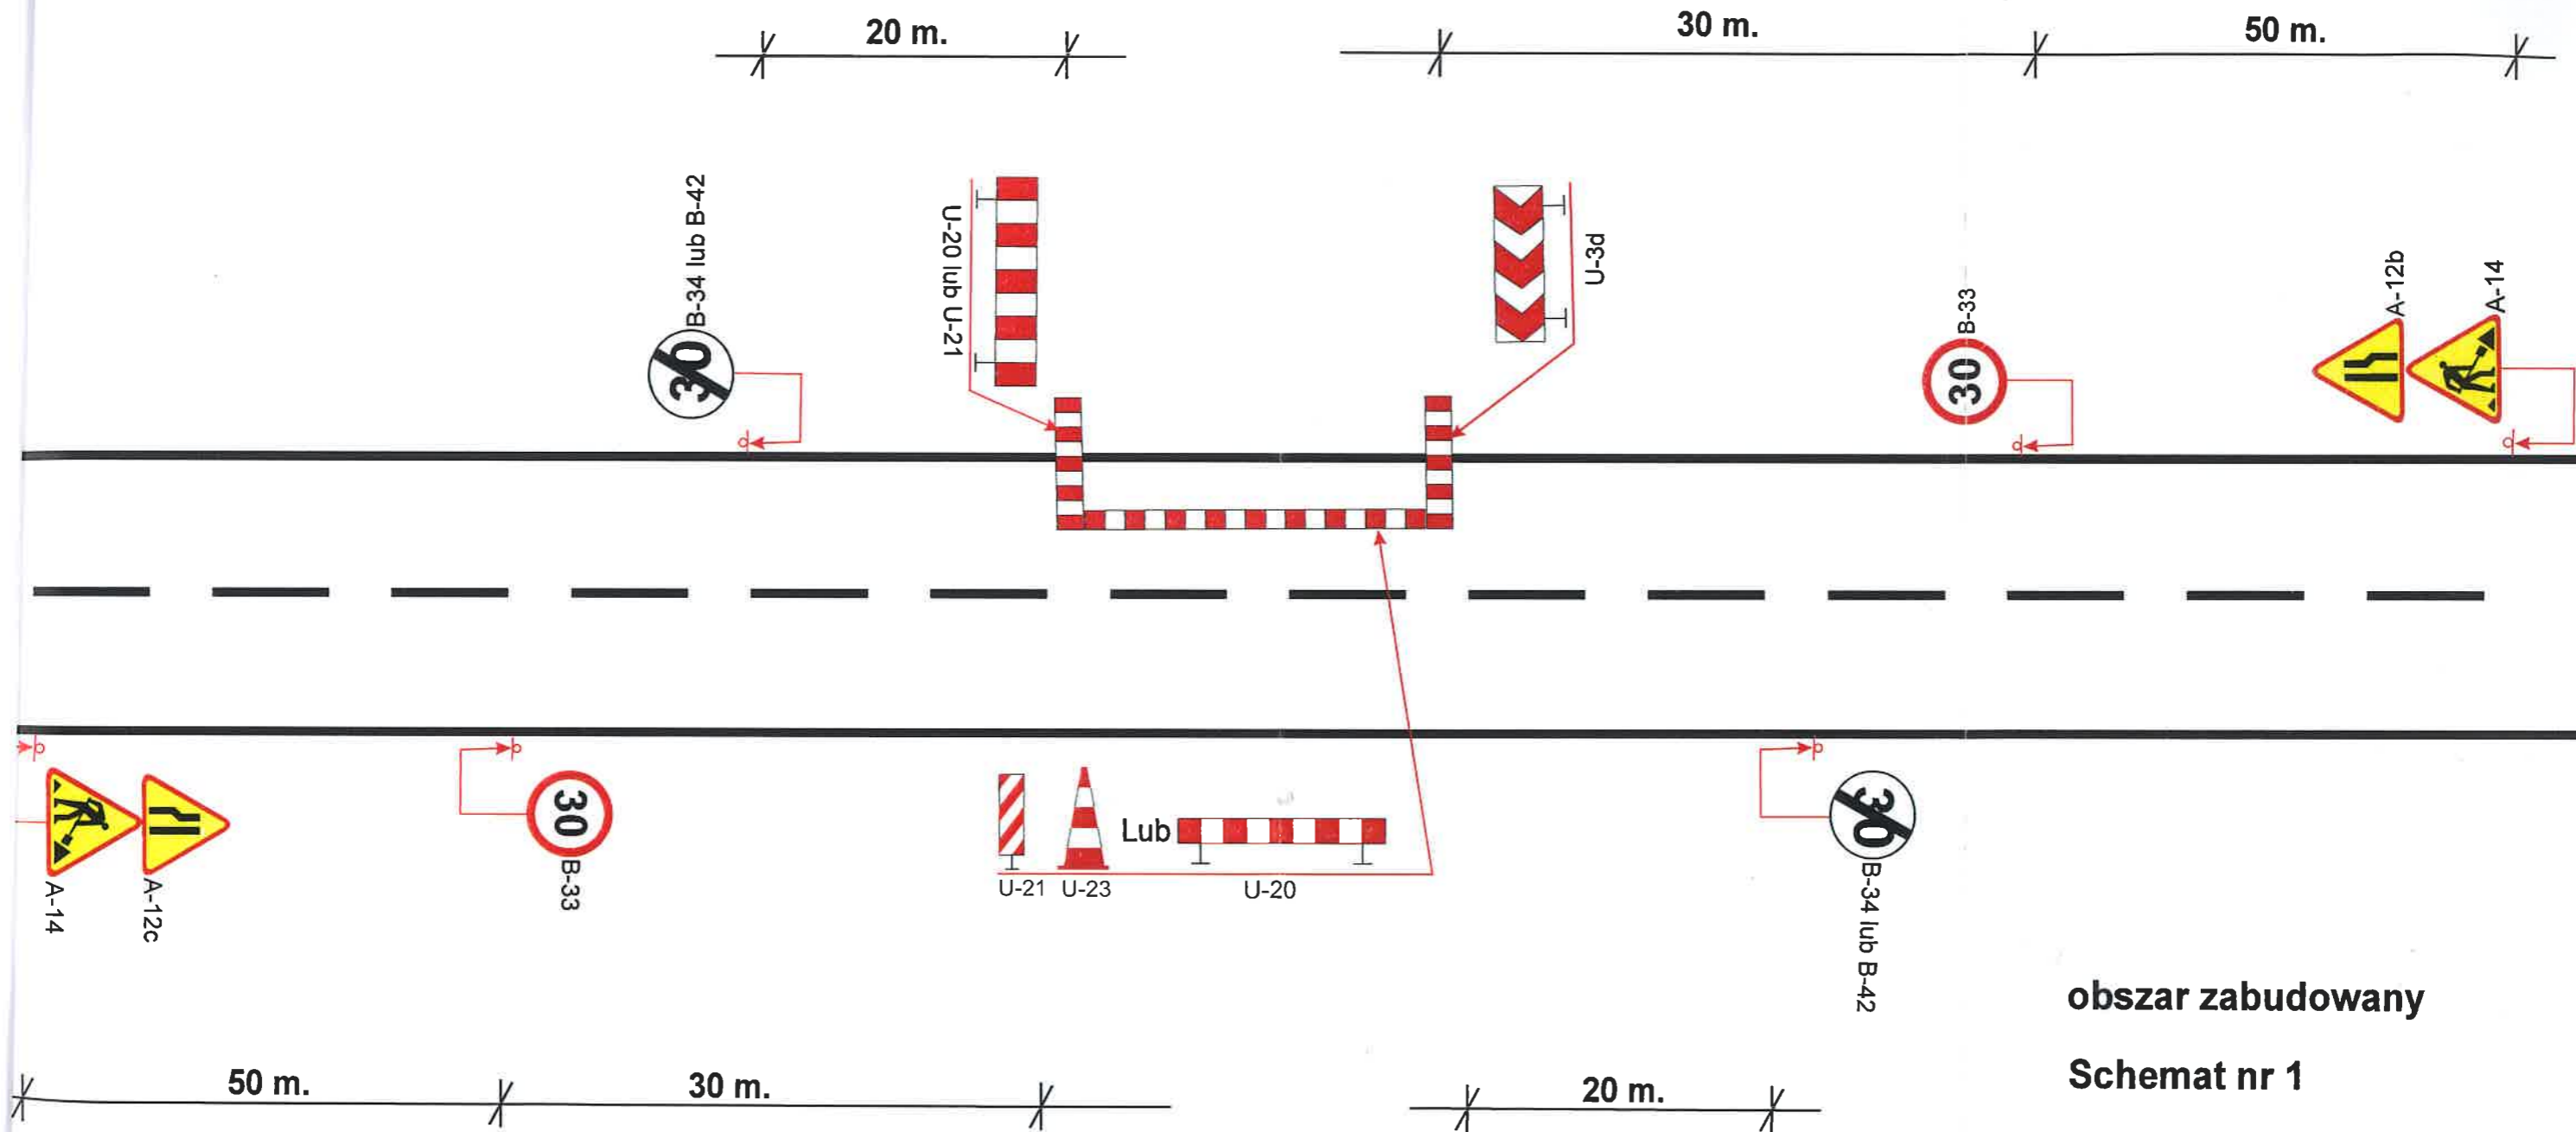 20 m.
30 m.
50 m.
B-34 lub B-42
30
U-20 lub U-21
U-3d
B-33
30
A-12b
A-14
A-14
A-12c
30
B-33
Lub
U-21
U-23
U-20
30
B-34 lub B-42
obszar zabudowany
Schemat nr 1
50 m.
30 m.
20 m.